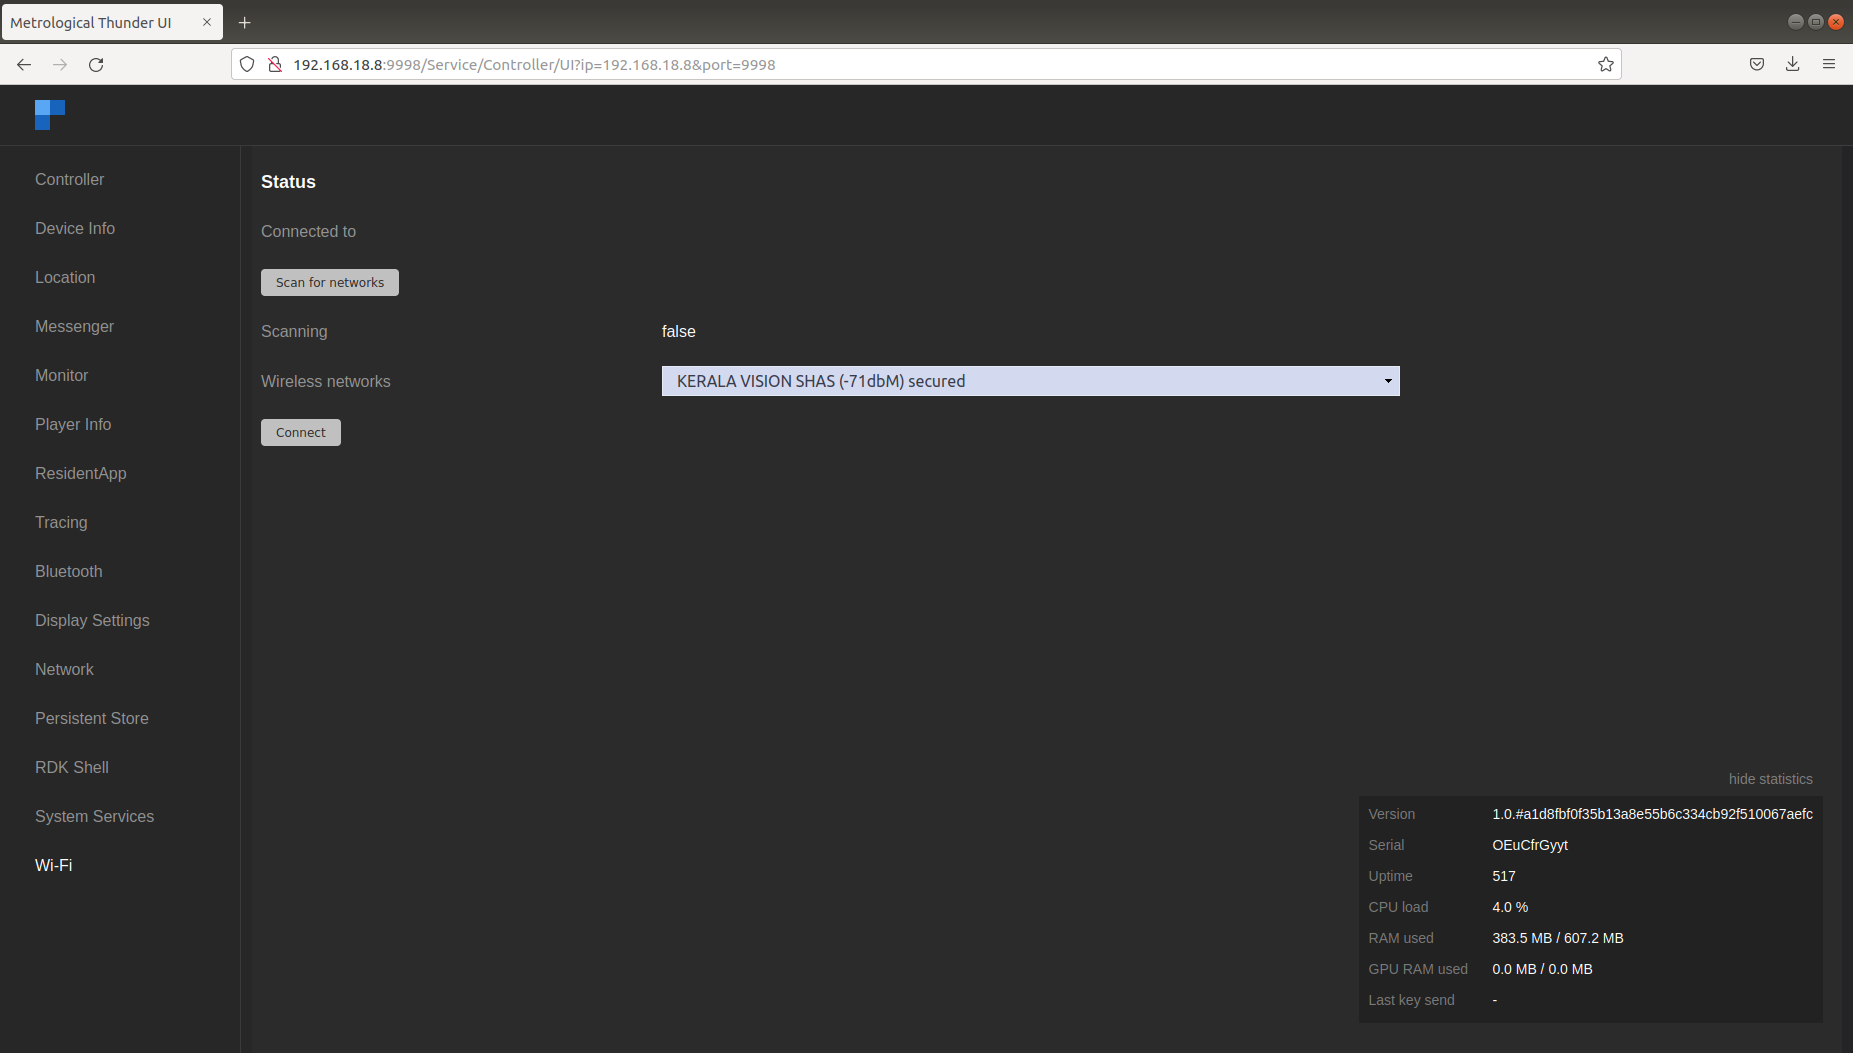 Metrological Thunder UI
192.168.18.8:9998/Service/Controller/UI?ip=192.168.18.8&port=9998
Controller
Device Info
Location
Messenger
Monitor
Player Info
ResidentApp
Tracing
Bluetooth
Display Settings
Network
Persistent Store
RDK Shell
System Services
Wi-Fi
Status
Connected to
Scan for networks
Scanning false
Wireless networks KERALA VISION SHAS (-71dbM) secured
Connect
hide statistics
Version 1.0.#a1d8fbf0f35b13a8e55b6c334cb92f510067aefc
Serial OEuCfrGyyt
Uptime 517
CPU load 4.0 %
RAM used 383.5 MB / 607.2 MB
GPU RAM used 0.0 MB / 0.0 MB
Last key send -